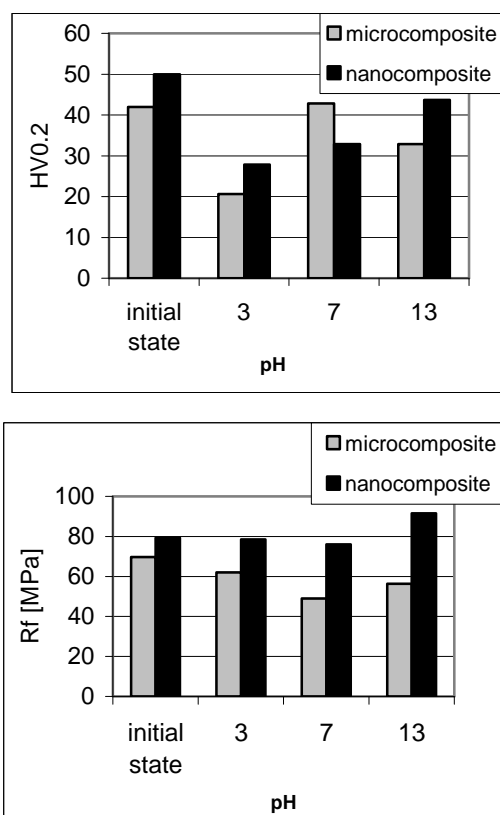 microcomposite
nanocomposite
60
50
40
30
20
10
0
HV0.2
initial state 3 7 13
pH
microcomposite
nanocomposite
100
80
60
40
20
0
Rf [MPa]
initial state 3 7 13
pH